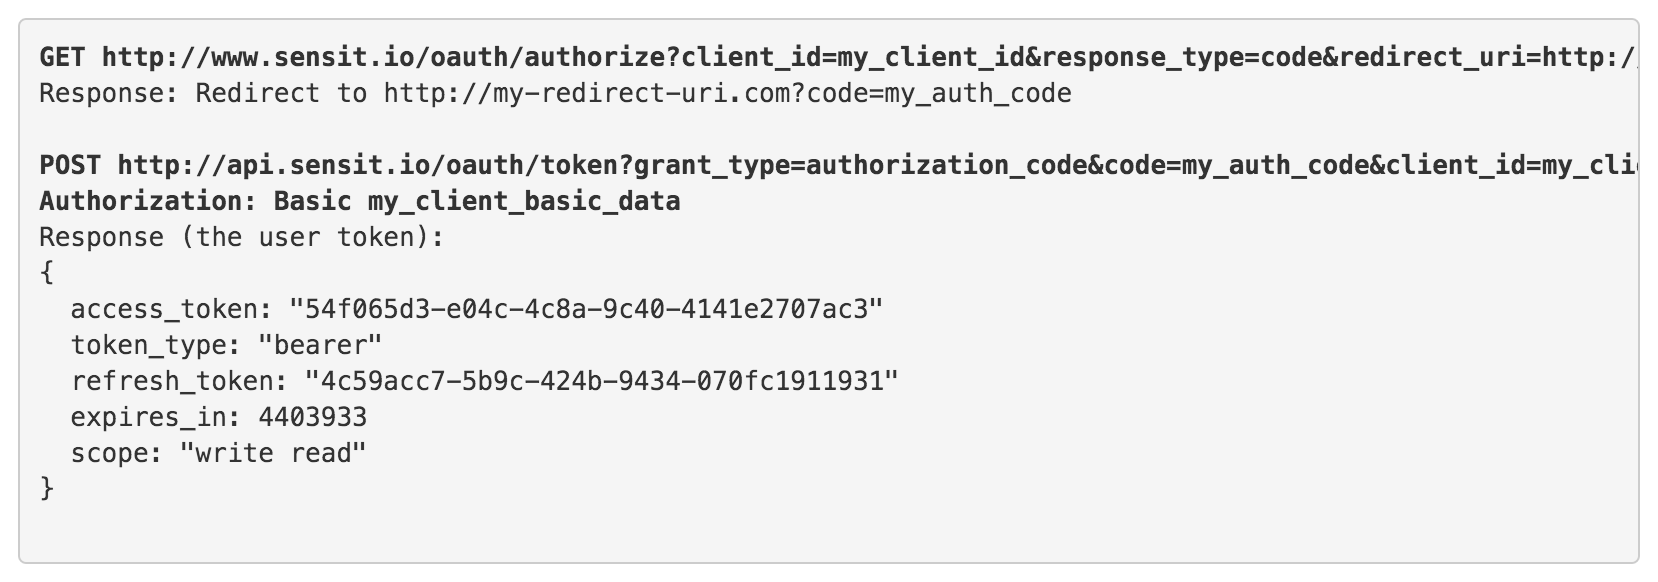 GET http://www.sensit.io/oauth/authorize?client_id=my_client_id&response_type=code&redirect_uri=http:/
Response: Redirect to http://my-redirect-uri.com?code=my_auth_code
POST http://api.sensit.io/oauth/token?grant_type=authorization_code&code=my_auth_code&client_id=my_cli
Authorization: Basic my_client_basic_data
Response (the user token):
{
  access_token: "54f065d3-e04c-4c8a-9c40-4141e2707ac3"
  token_type: "bearer"
  refresh_token: "4c59acc7-5b9c-424b-9434-070fc1911931"
  expires_in: 4403933
  scope: "write read"
}